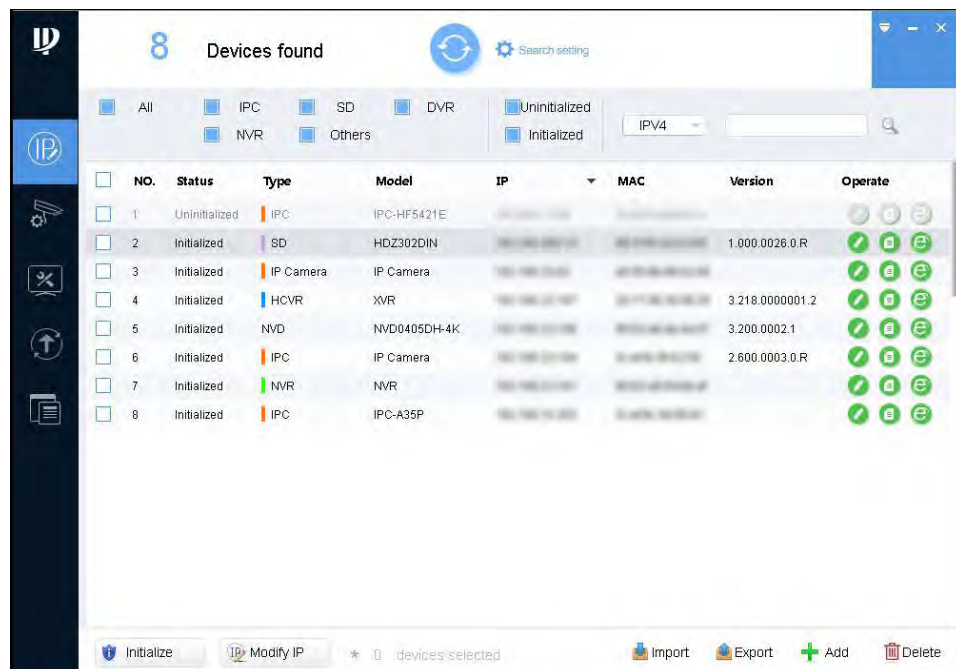 8 Devices found Search setting
All IPC SD DVR Uninitialized
NVR Others Initialized IPV4
NO. Status Type Model IP MAC Version Operate
1 Uninitialized IPC IPC-HF5421E
2 Initialized SD HDZ302DIN 1.000.0026.0.R
3 Initialized IP Camera IP Camera
4 Initialized HCVR XVR 3.218.0000001.2
5 Initialized NVD NVD0405DH-4K 3.200.0002.1
6 Initialized IPC IP Camera 2.600.0003.0.R
7 Initialized NVR NVR
8 Initialized IPC IPC-A35P
Initialize Modify IP * 0 devices selected Import Export Add Delete